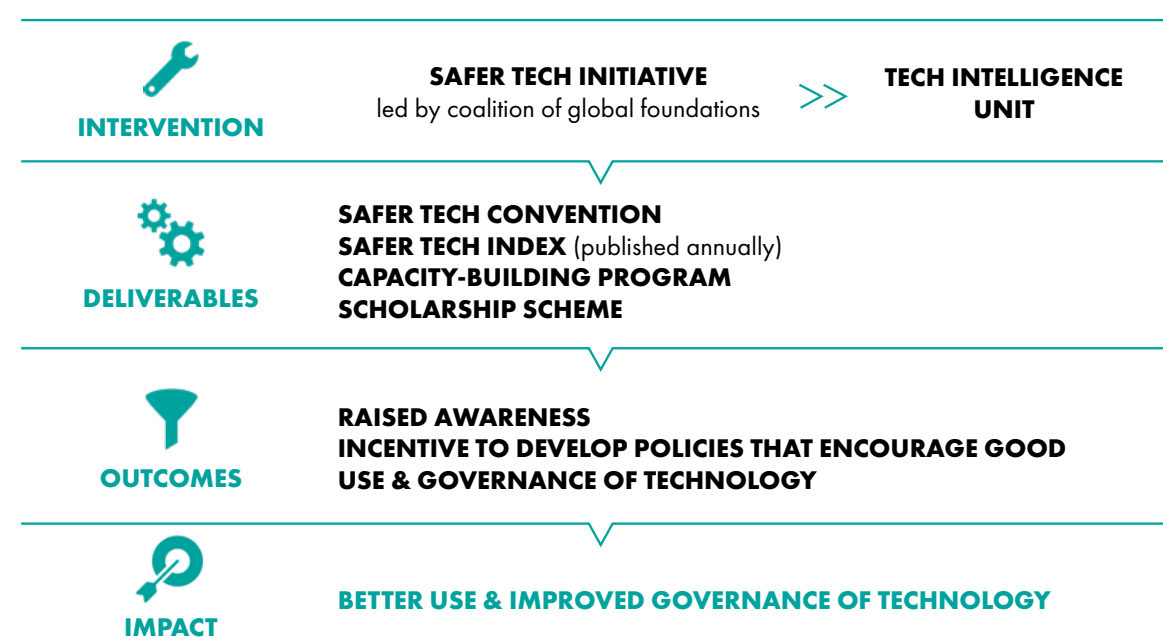 INTERVENTION
SAFER TECH INITIATIVE
led by coalition of global foundations
>>
TECH INTELLIGENCE
UNIT
DELIVERABLES
SAFER TECH CONVENTION
SAFER TECH INDEX (published annually)
CAPACITY-BUILDING PROGRAM
SCHOLARSHIP SCHEME
OUTCOMES
RAISED AWARENESS
INCENTIVE TO DEVELOP POLICIES THAT ENCOURAGE GOOD
USE & GOVERNANCE OF TECHNOLOGY
IMPACT
BETTER USE & IMPROVED GOVERNANCE OF TECHNOLOGY